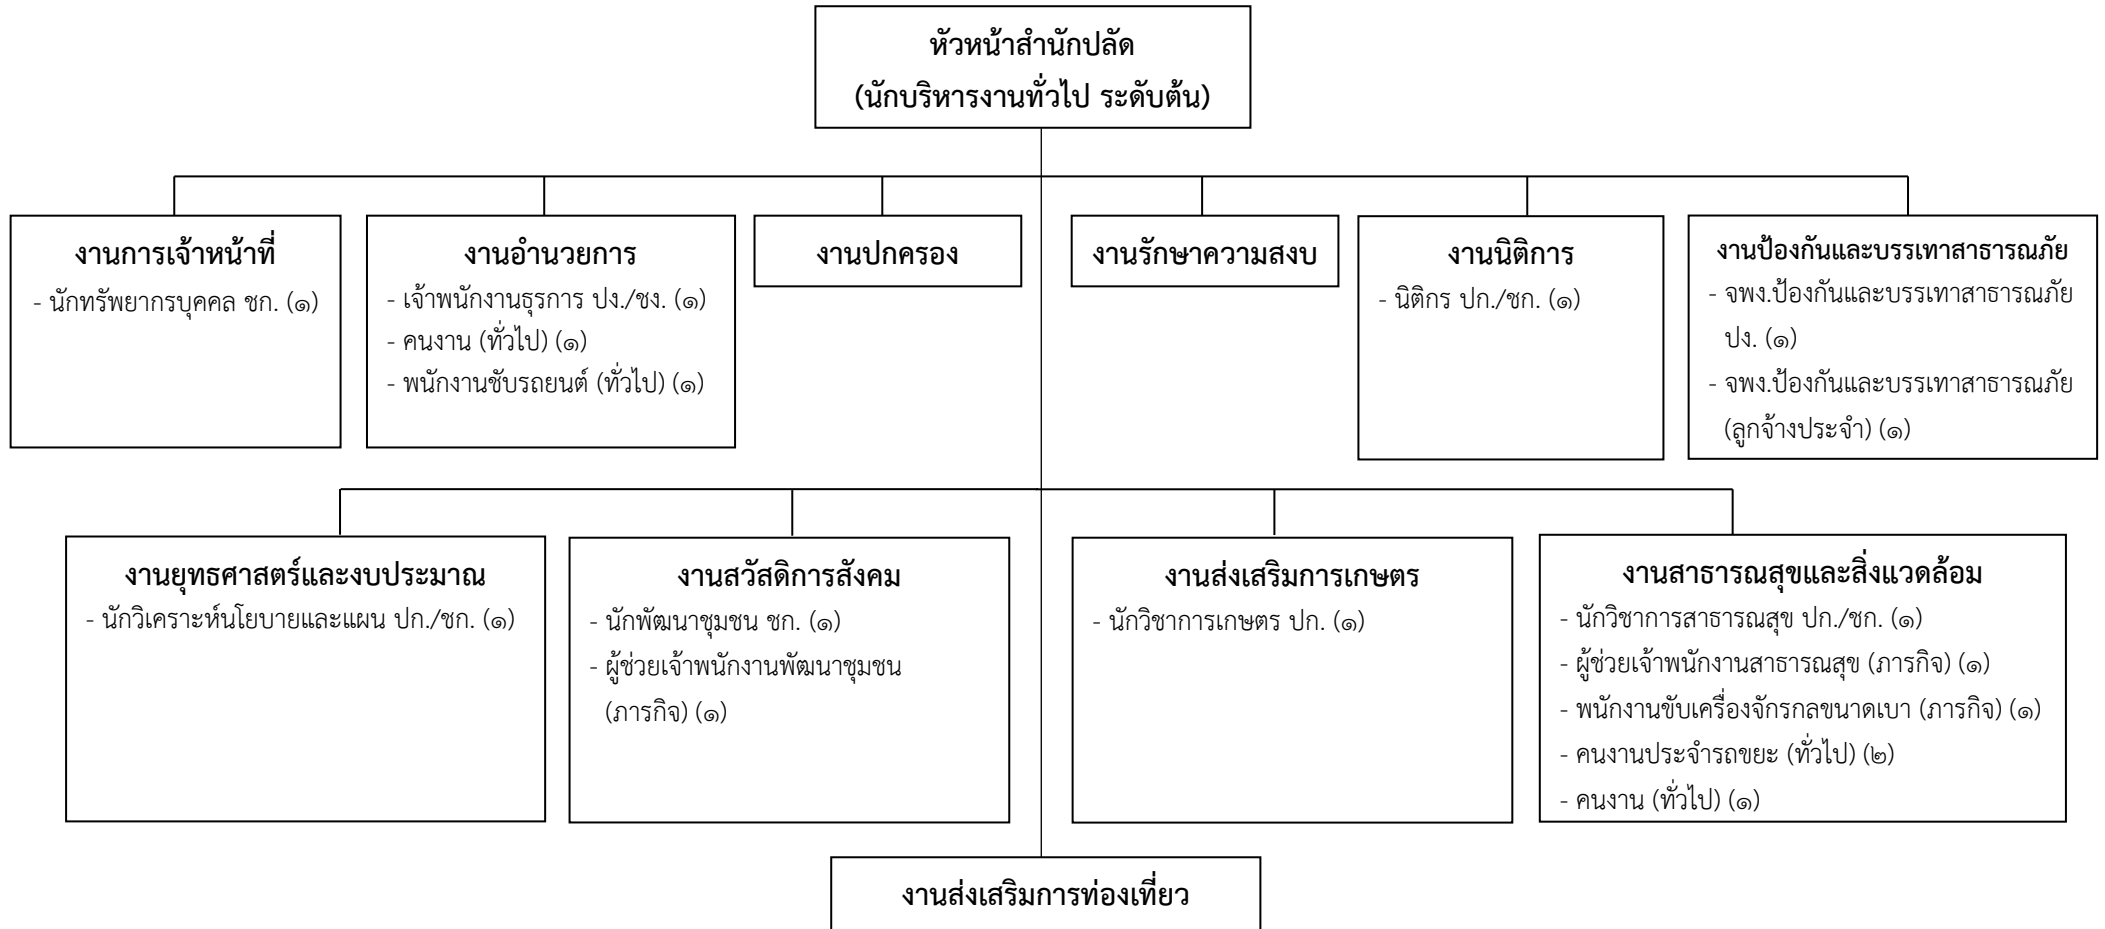 หัวหน้าสำนักปลัด
(นักบริหารงานทั่วไป ระดับต้น)
งานการเจ้าหน้าที่
- นักทรัพยากรบุคคล ชก. (๑)
งานอำนวยการ
- เจ้าพนักงานธุรการ ปง./ชง. (๑)
- คนงาน (ทั่วไป) (๑)
- พนักงานขับรถยนต์ (ทั่วไป) (๑)
งานปกครอง
งานรักษาความสงบ
งานนิติการ
- นิติกร ปก./ชก. (๑)
งานป้องกันและบรรเทาสาธารณภัย
- จพง.ป้องกันและบรรเทาสาธารณภัย
ปง. (๑)
- จพง.ป้องกันและบรรเทาสาธารณภัย
(ลูกจ้างประจำ) (๑)
งานยุทธศาสตร์และงบประมาณ
- นักวิเคราะห์นโยบายและแผน ปก./ชก. (๑)
งานสวัสดิการสังคม
- นักพัฒนาชุมชน ชก. (๑)
- ผู้ช่วยเจ้าพนักงานพัฒนาชุมชน
(ภารกิจ) (๑)
งานส่งเสริมการเกษตร
- นักวิชาการเกษตร ปก. (๑)
งานสาธารณสุขและสิ่งแวดล้อม
- นักวิชาการสาธารณสุข ปก./ชก. (๑)
- ผู้ช่วยเจ้าพนักงานสาธารณสุข (ภารกิจ) (๑)
- พนักงานขับเครื่องจักรกลขนาดเบา (ภารกิจ) (๑)
- คนงานประจำรถขยะ (ทั่วไป) (๒)
- คนงาน (ทั่วไป) (๑)
งานส่งเสริมการท่องเที่ยว